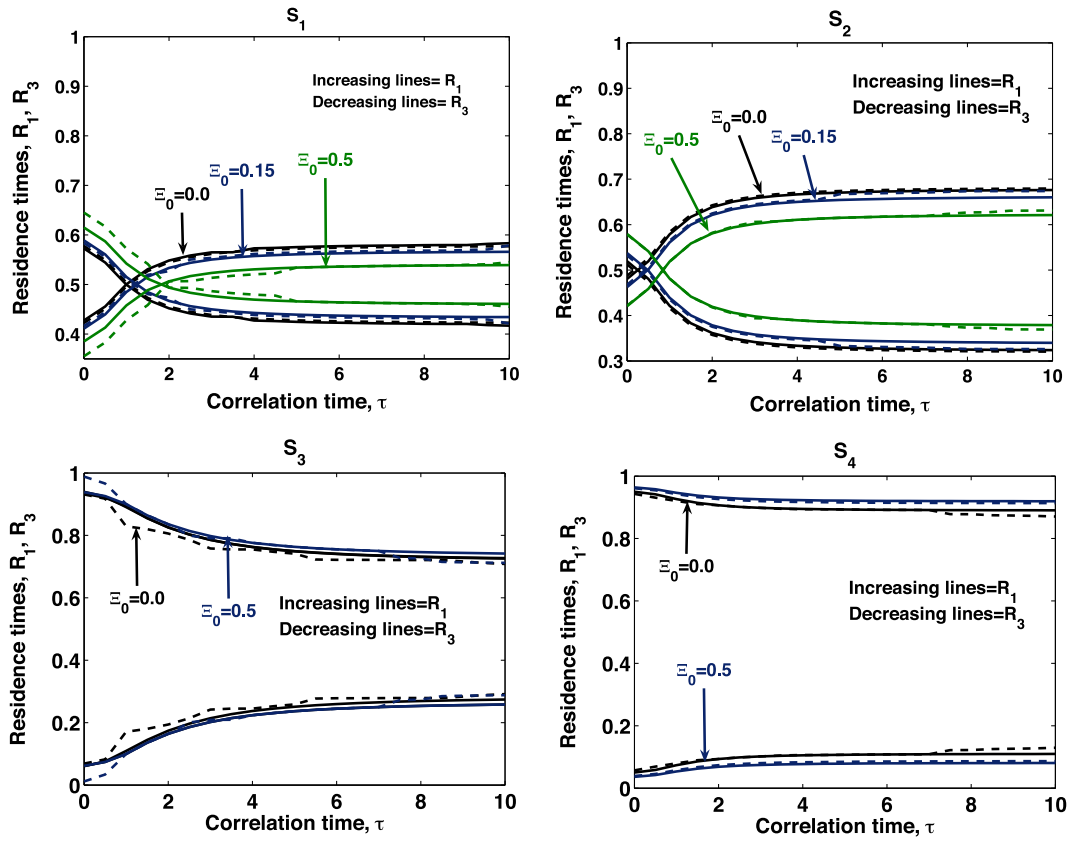 S1
1
0.9
0.8
0.7
0.6
0.5
0.4
0 2 4 6 8 10
Residence times, R1, R3
Correlation time, τ
Increasing lines= R1
Decreasing lines= R3
Ξ0=0.0
Ξ0=0.15
Ξ0=0.5
S2
1
0.9
0.8
0.7
0.6
0.5
0.4
0.3
0 2 4 6 8 10
Residence times, R1, R3
Correlation time, τ
Increasing lines=R1
Decreasing lines=R3
Ξ0=0.5
Ξ0=0.0
Ξ0=0.15
S3
1
0.8
0.6
0.4
0.2
0
0 2 4 6 8 10
Residence times, R1, R3
Correlation time, τ
Ξ0=0.0
Ξ0=0.5
Increasing lines=R1
Decreasing lines=R3
S4
1
0.8
0.6
0.4
0.2
0
0 2 4 6 8 10
Residence times, R1, R3
Correlation time, τ
Ξ0=0.0
Increasing lines=R1
Decreasing lines=R3
Ξ0=0.5